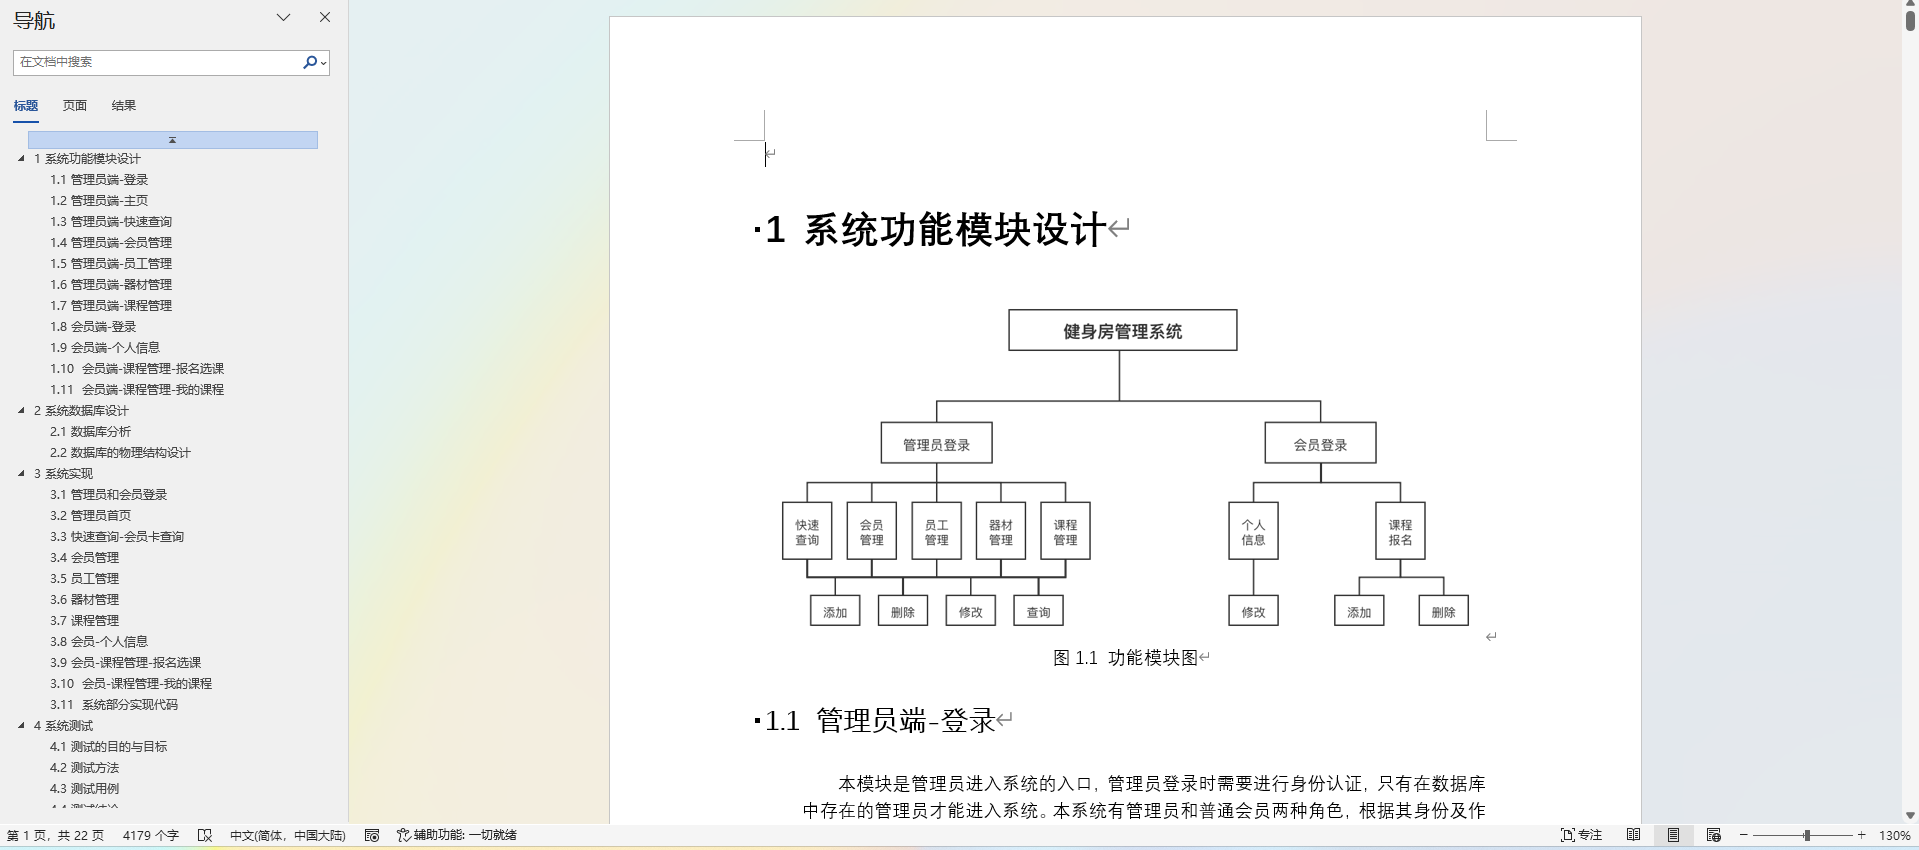 导航
在文档中搜索
标题 页面 结果
1 系统功能模块设计
1.1 管理员端-登录
1.2 管理员端-主页
1.3 管理员端-快速查询
1.4 管理员端-会员管理
1.5 管理员端-员工管理
1.6 管理员端-器材管理
1.7 管理员端-课程管理
1.8 会员端-登录
1.9 会员端-个人信息
1.10 会员端-课程管理-报名选课
1.11 会员端-课程管理-我的课程
2 系统数据库设计
2.1 数据库分析
2.2 数据库的物理结构设计
3 系统实现
3.1 管理员和会员登录
3.2 管理员首页
3.3 快速查询-会员卡查询
3.4 会员管理
3.5 员工管理
3.6 器材管理
3.7 课程管理
3.8 会员-个人信息
3.9 会员-课程管理-报名选课
3.10 会员-课程管理-我的课程
3.11 系统部分实现代码
4 系统测试
4.1 测试的目的与目标
4.2 测试方法
4.3 测试用例
1 系统功能模块设计
健身房管理系统
管理员登录 会员登录
快速查询 会员管理 员工管理 器材管理 课程管理 个人信息 课程报名
添加 删除 修改 查询 修改 添加 删除
图 1.1 功能模块图
1.1 管理员端-登录
本模块是管理员进入系统的入口，管理员登录时需要进行身份认证，只有在数据库
中存在的管理员才能进入系统。本系统有管理员和普通会员两种角色，根据其身份及作
第 1 页，共 22 页 4179 个字 中文(简体，中国大陆) 辅助功能: 一切就绪 专注 130%